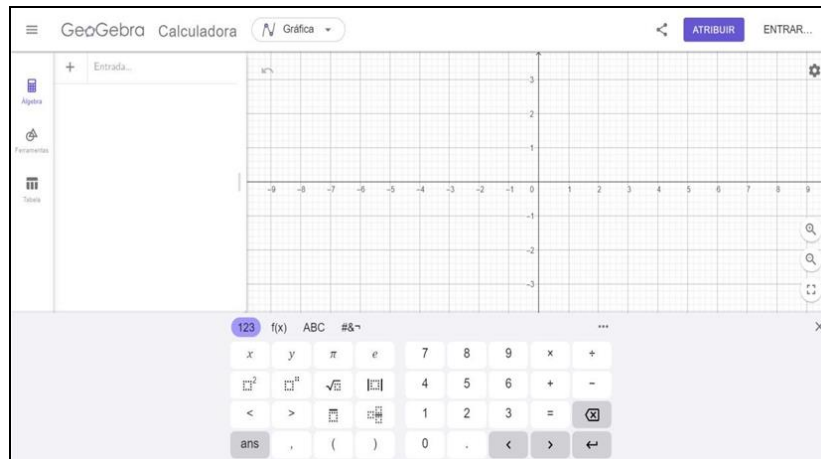 GeoGebra Calculadora Gráfica ATRIBUIR ENTRAR...
+ Entrada...
Álgebra
Ferramentas
Tabela
3
2
1
-9 -8 -7 -6 -5 -4 -3 -2 -1 0 1 2 3 4 5 6 7 8 9
-1
-2
-3
123 f(x) ABC #&¬ ...
x y π e 7 8 9 × ÷
□² □ⁿ √□ |□| 4 5 6 + −
< > 1 2 3 =
ans , ( ) 0 . < >